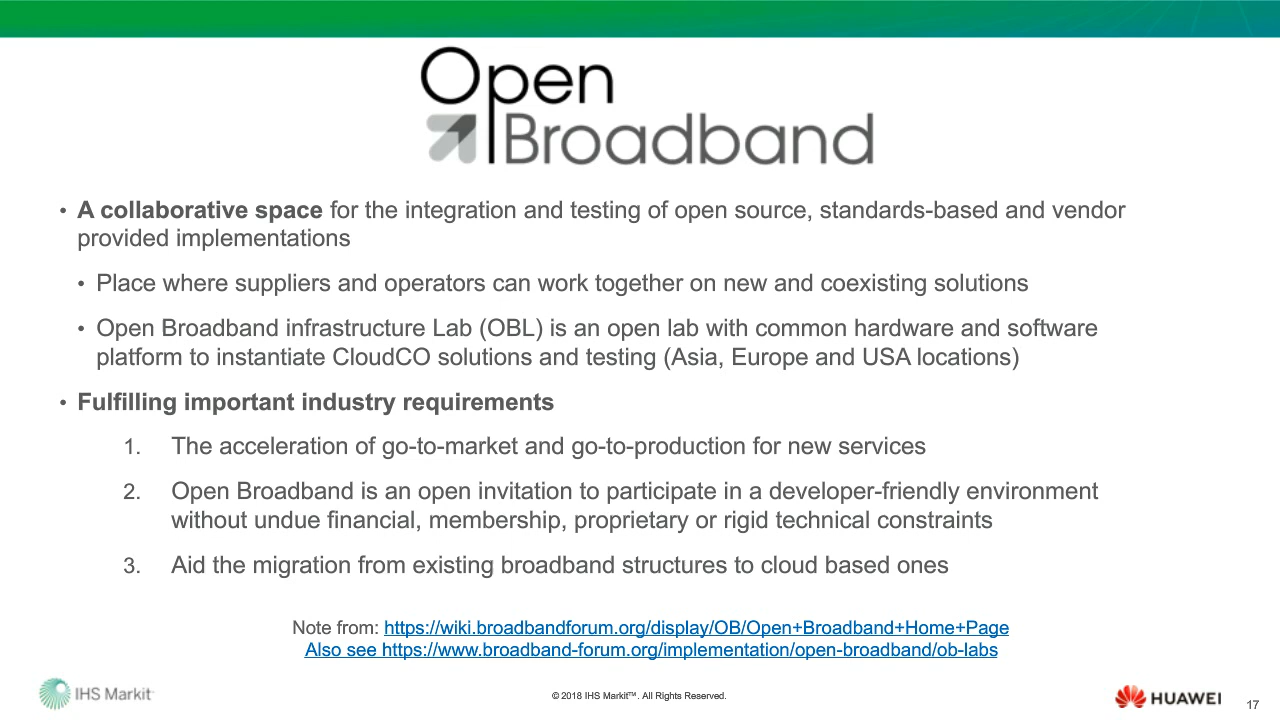 Open
Broadband
• A collaborative space for the integration and testing of open source, standards-based and vendor
provided implementations
• Place where suppliers and operators can work together on new and coexisting solutions
• Open Broadband infrastructure Lab (OBL) is an open lab with common hardware and software
platform to instantiate CloudCO solutions and testing (Asia, Europe and USA locations)
• Fulfilling important industry requirements
1. The acceleration of go-to-market and go-to-production for new services
2. Open Broadband is an open invitation to participate in a developer-friendly environment
without undue financial, membership, proprietary or rigid technical constraints
3. Aid the migration from existing broadband structures to cloud based ones
Note from: https://wiki.broadbandforum.org/display/OB/Open+Broadband+Home+Page
Also see https://www.broadband-forum.org/implementation/open-broadband/ob-labs
IHS Markit™
© 2018 IHS Markit™. All Rights Reserved.
HUAWEI
17